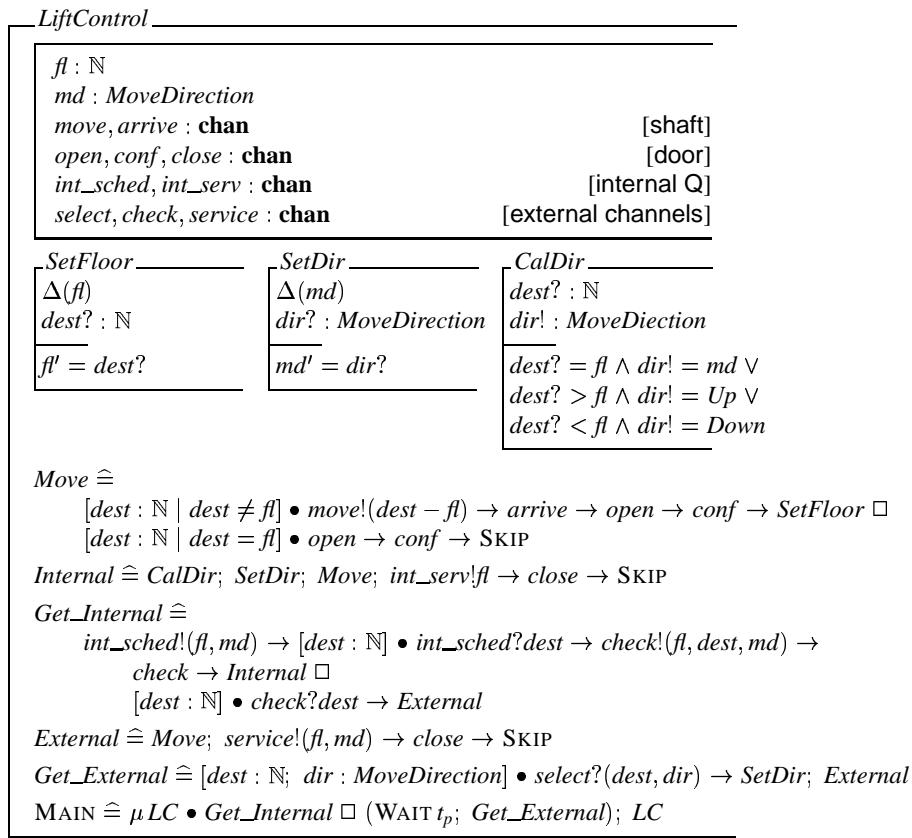 LiftControl
fl : ℕ
md : MoveDirection
move, arrive : chan [shaft]
open, conf, close : chan [door]
int_sched, int_serv : chan [internal Q]
select, check, service : chan [external channels]
SetFloor
Δ(fl)
dest? : ℕ
fl′ = dest?
SetDir
Δ(md)
dir? : MoveDirection
md′ = dir?
CalDir
dest? : ℕ
dir! : MoveDiection
dest? = fl ∧ dir! = md ∨
dest? > fl ∧ dir! = Up ∨
dest? < fl ∧ dir! = Down
Move ≙
[dest : ℕ | dest ≠ fl] • move!(dest − fl) → arrive → open → conf → SetFloor □
[dest : ℕ | dest = fl] • open → conf → SKIP
Internal ≙ CalDir; SetDir; Move; int_serv!fl → close → SKIP
Get_Internal ≙
int_sched!(fl, md) → [dest : ℕ] • int_sched?dest → check!(fl, dest, md) →
check → Internal □
[dest : ℕ] • check?dest → External
External ≙ Move; service!(fl, md) → close → SKIP
Get_External ≙ [dest : ℕ; dir : MoveDirection] • select?(dest, dir) → SetDir; External
MAIN ≙ μ LC • Get_Internal □ (WAIT tₚ; Get_External); LC